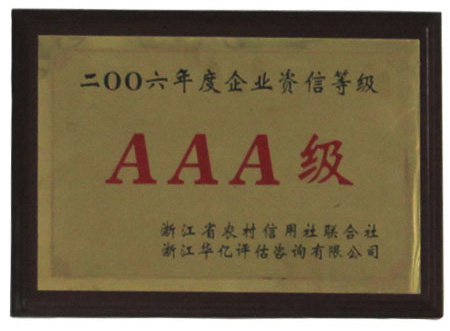 二OO六年度企业资信等级
AAA级
浙江省农村信用社联合社
浙江华亿评估咨询有限公司